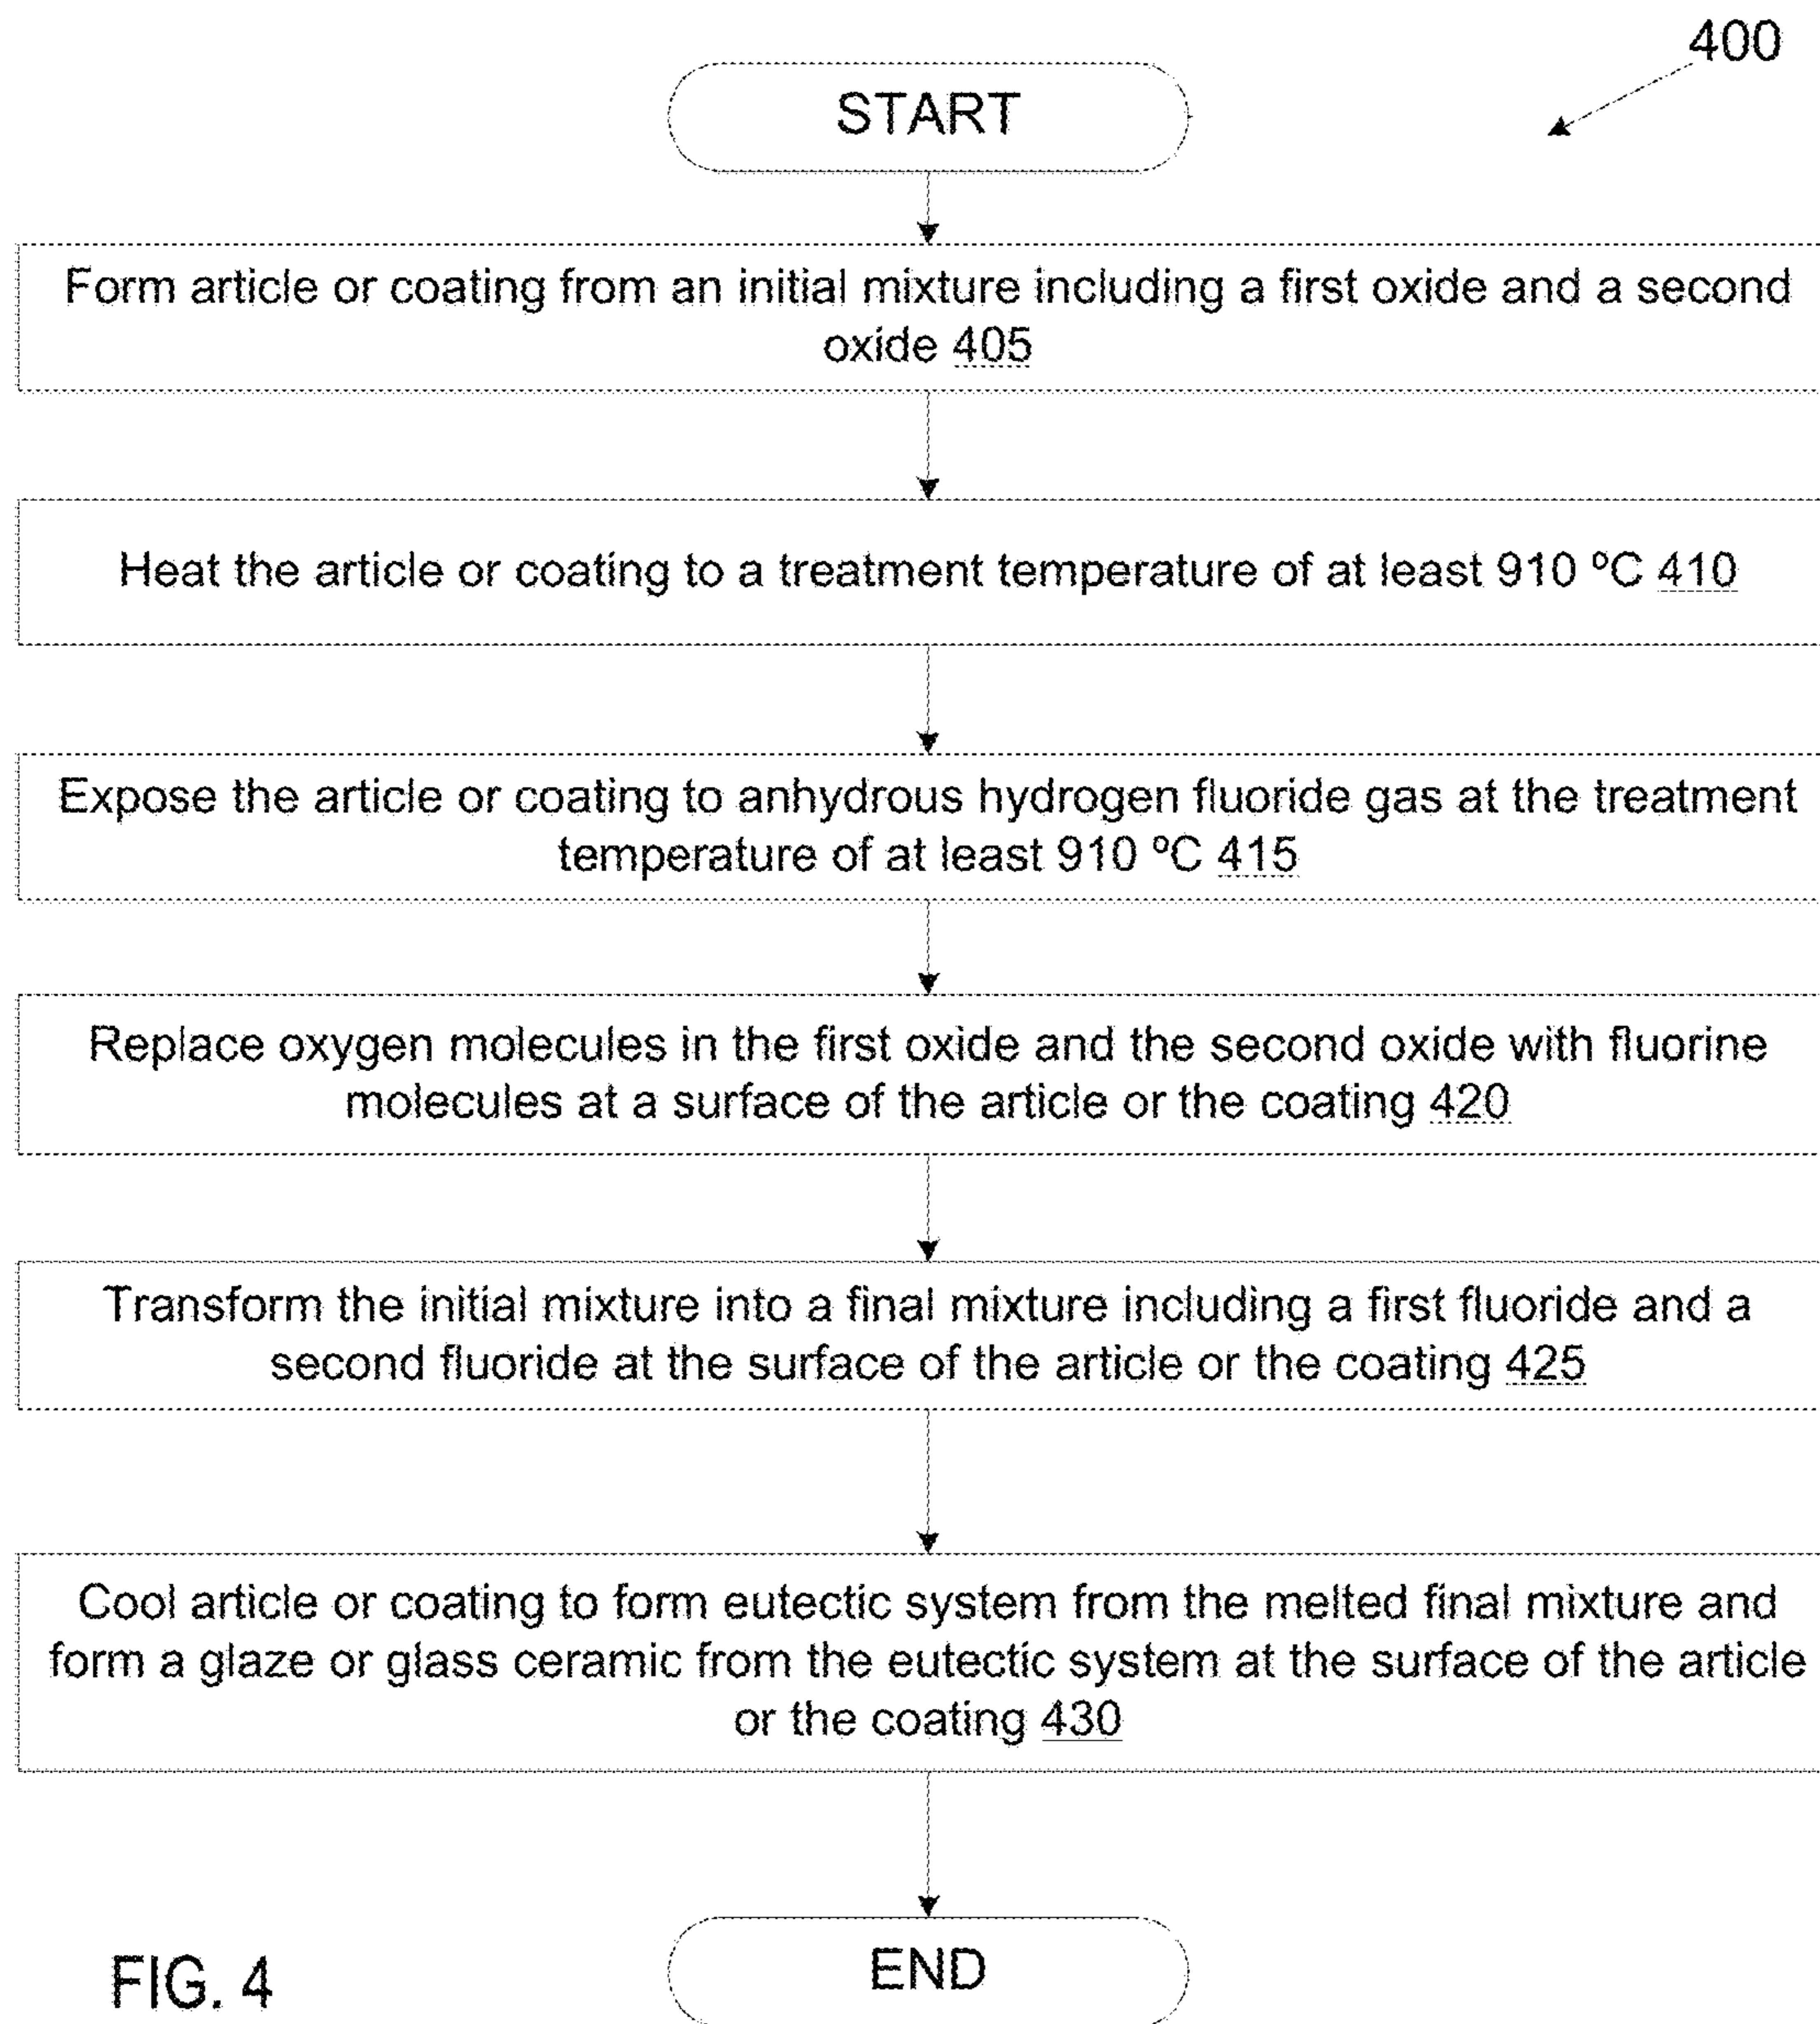 400
START
Form article or coating from an initial mixture including a first oxide and a second
oxide 405
Heat the article or coating to a treatment temperature of at least 910 ºC 410
Expose the article or coating to anhydrous hydrogen fluoride gas at the treatment
temperature of at least 910 ºC 415
Replace oxygen molecules in the first oxide and the second oxide with fluorine
molecules at a surface of the article or the coating 420
Transform the initial mixture into a final mixture including a first fluoride and a
second fluoride at the surface of the article or the coating 425
Cool article or coating to form eutectic system from the melted final mixture and
form a glaze or glass ceramic from the eutectic system at the surface of the article
or the coating 430
END
FIG. 4